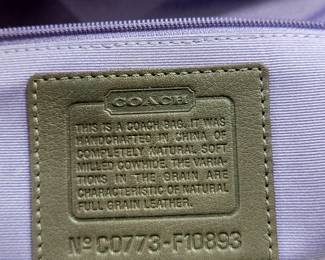 COACH
THIS IS A COACH BAG. IT WAS
HANDCRAFTED IN CHINA OF
COMPLETELY NATURAL SOFT
MILLED COWHIDE. THE VARIA-
TIONS IN THE GRAIN ARE
CHARACTERISTIC OF NATURAL
FULL GRAIN LEATHER.
Nº C0773-F10893